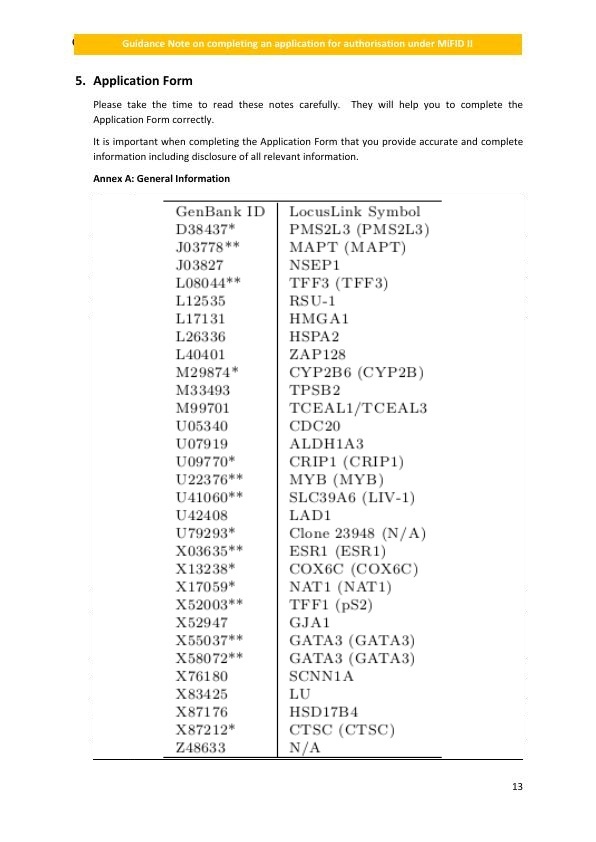 Guidance Note on completing an application for authorisation under MiFID II
5. Application Form
Please take the time to read these notes carefully. They will help you to complete the
Application Form correctly.
It is important when completing the Application Form that you provide accurate and complete
information including disclosure of all relevant information.
Annex A: General Information
GenBank ID LocusLink Symbol
D38437* PMS2L3 (PMS2L3)
J03778** MAPT (MAPT)
J03827 NSEP1
L08044** TFF3 (TFF3)
L12535 RSU-1
L17131 HMGA1
L26336 HSPA2
L40401 ZAP128
M29874* CYP2B6 (CYP2B)
M33493 TPSB2
M99701 TCEAL1/TCEAL3
U05340 CDC20
U07919 ALDH1A3
U09770* CRIP1 (CRIP1)
U22376** MYB (MYB)
U41060** SLC39A6 (LIV-1)
U42408 LAD1
U79293* Clone 23948 (N/A)
X03635** ESR1 (ESR1)
X13238* COX6C (COX6C)
X17059* NAT1 (NAT1)
X52003** TFF1 (pS2)
X52947 GJA1
X55037** GATA3 (GATA3)
X58072** GATA3 (GATA3)
X76180 SCNN1A
X83425 LU
X87176 HSD17B4
X87212* CTSC (CTSC)
Z48633 N/A
13